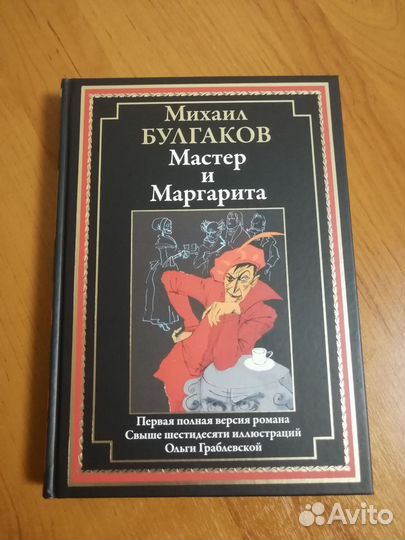 Михаил
БУЛГАКОВ
Мастер
и
Маргарита
Первая полная версия романа
Свыше шестидесяти иллюстраций
Ольги Граблевской
Avito